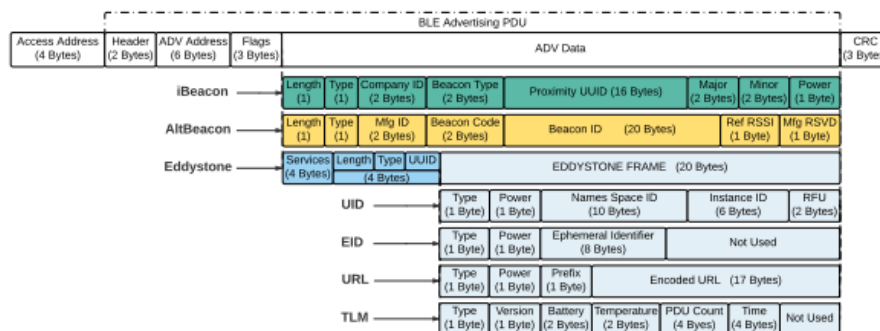 BLE Advertising PDU
Access Address (4 Bytes)
Header (2 Bytes)
ADV Address (6 Bytes)
Flags (3 Bytes)
ADV Data
CRC (3 Byte
iBeacon
Length (1)
Type (1)
Company ID (2 Bytes)
Beacon Type (2 Bytes)
Proximity UUID (16 Bytes)
Major (2 Bytes)
Minor (2 Bytes)
Power (1 Byte)
AltBeacon
Length (1)
Type (1)
Mfg ID (2 Bytes)
Beacon Code (2 Bytes)
Beacon ID (20 Bytes)
Ref RSSI (1 Byte)
Mfg RSVD (1 Byte)
Eddystone
Services (4 Bytes)
Length
Type
UUID
(4 Bytes)
EDDYSTONE FRAME (20 Bytes)
UID
Type (1 Byte)
Power (1 Byte)
Names Space ID (10 Bytes)
Instance ID (6 Bytes)
RFU (2 Bytes)
EID
Type (1 Byte)
Power (1 Byte)
Ephemeral Identifier (8 Bytes)
Not Used
URL
Type (1 Byte)
Power (1 Byte)
Prefix (1 Byte)
Encoded URL (17 Bytes)
TLM
Type (1 Byte)
Version (1 Byte)
Battery (2 Bytes)
Temperature (2 Bytes)
PDU Count (4 Byes)
Time (4 Byes)
Not Used